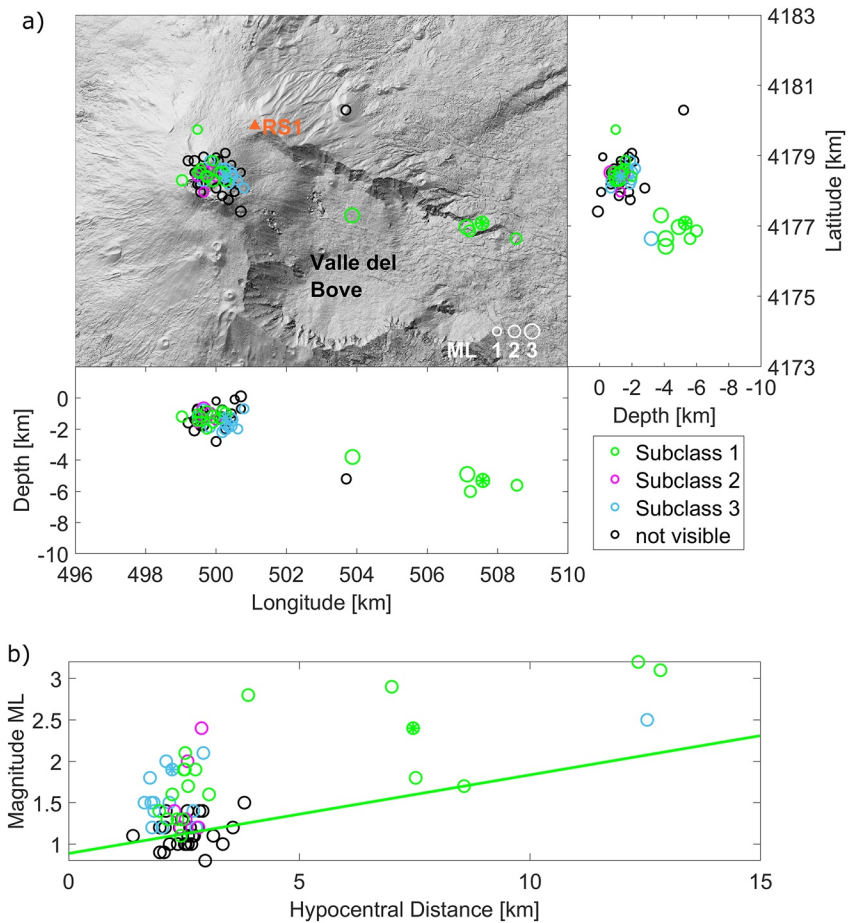 a)
RS1
Valle del
Bove
ML 1 2 3
4183
4181
4179
4177
4175
4173
Latitude [km]
0 -2 -4 -6 -8 -10
Depth [km]
0
-2
-4
-6
-8
-10
Depth [km]
496 498 500 502 504 506 508 510
Longitude [km]
Subclass 1
Subclass 2
Subclass 3
not visible
b)
3
2.5
2
1.5
1
Magnitude ML
0 5 10 15
Hypocentral Distance [km]